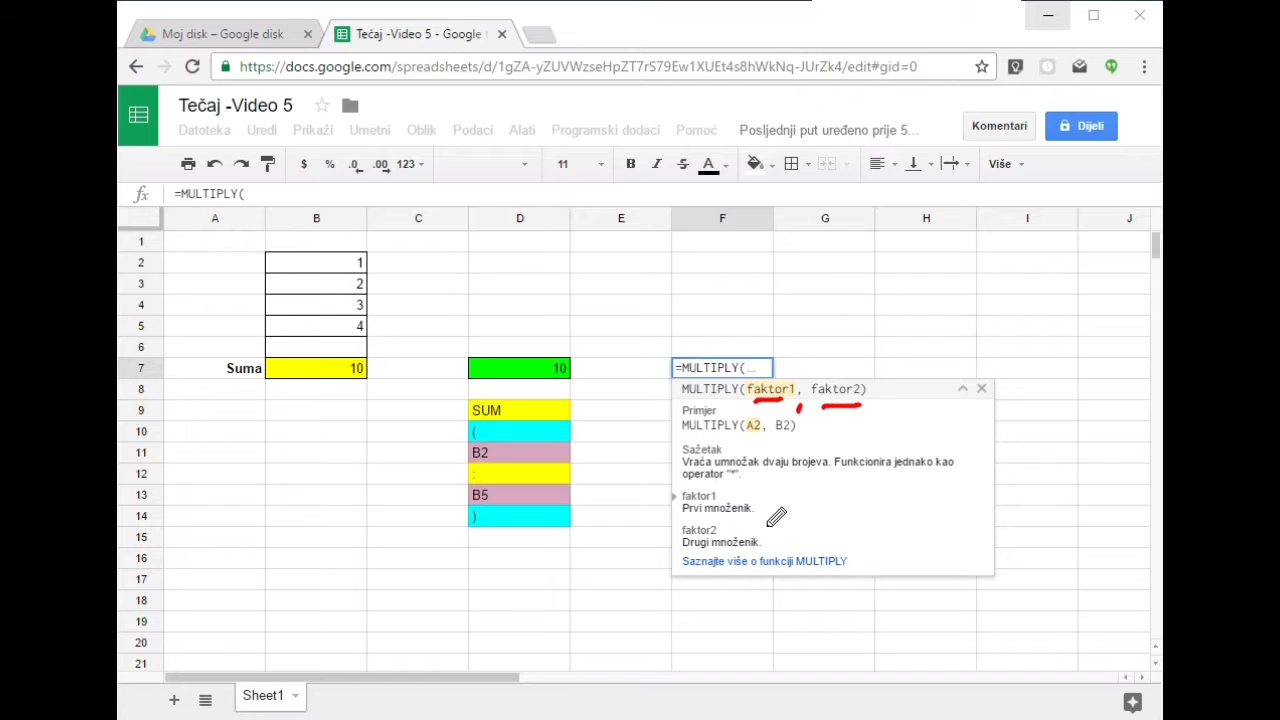 Moj disk – Google disk
Tečaj -Video 5 - Google
https://docs.google.com/spreadsheets/d/1gZA-yZUVWzseHpZT7rS79Ew1XUEt4s8hWkNq-JUrZk4/edit#gid=0
Tečaj -Video 5
Datoteka Uredi Prikaži Umetni Oblik Podaci Alati Programski dodaci Pomoć Posljednji put uređeno prije 5...
Komentari
Dijeli
$ % .0 .00 123 11 B I S A Više
fx =MULTIPLY(
A B C D E F G H I J
1
2 1
3 2
4 3
5 4
6
7 Suma 10 10 =MULTIPLY(
8 MULTIPLY(faktor1, faktor2)
9 SUM
Primjer
10 (
MULTIPLY(A2, B2)
11 B2
Sažetak
Vraća umnožak dvaju brojeva. Funkcionira jednako kao
12 :
operator "*".
13 B5
faktor1
Prvi množenik.
14 )
faktor2
15
Drugi množenik.
16
Saznajte više o funkciji MULTIPLY
17
18
19
20
21
Sheet1